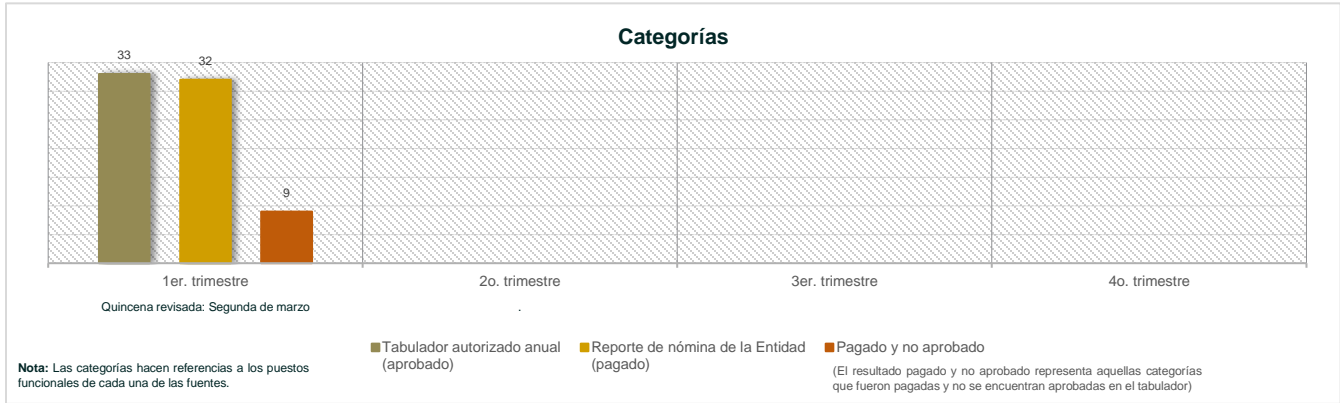 Categorías
33
32
9
1er. trimestre
2o. trimestre
3er. trimestre
4o. trimestre
Quincena revisada: Segunda de marzo
.
Tabulador autorizado anual
(aprobado)
Reporte de nómina de la Entidad
(pagado)
Pagado y no aprobado
(El resultado pagado y no aprobado representa aquellas categorías
que fueron pagadas y no se encuentran aprobadas en el tabulador)
Nota: Las categorías hacen referencias a los puestos
funcionales de cada una de las fuentes.